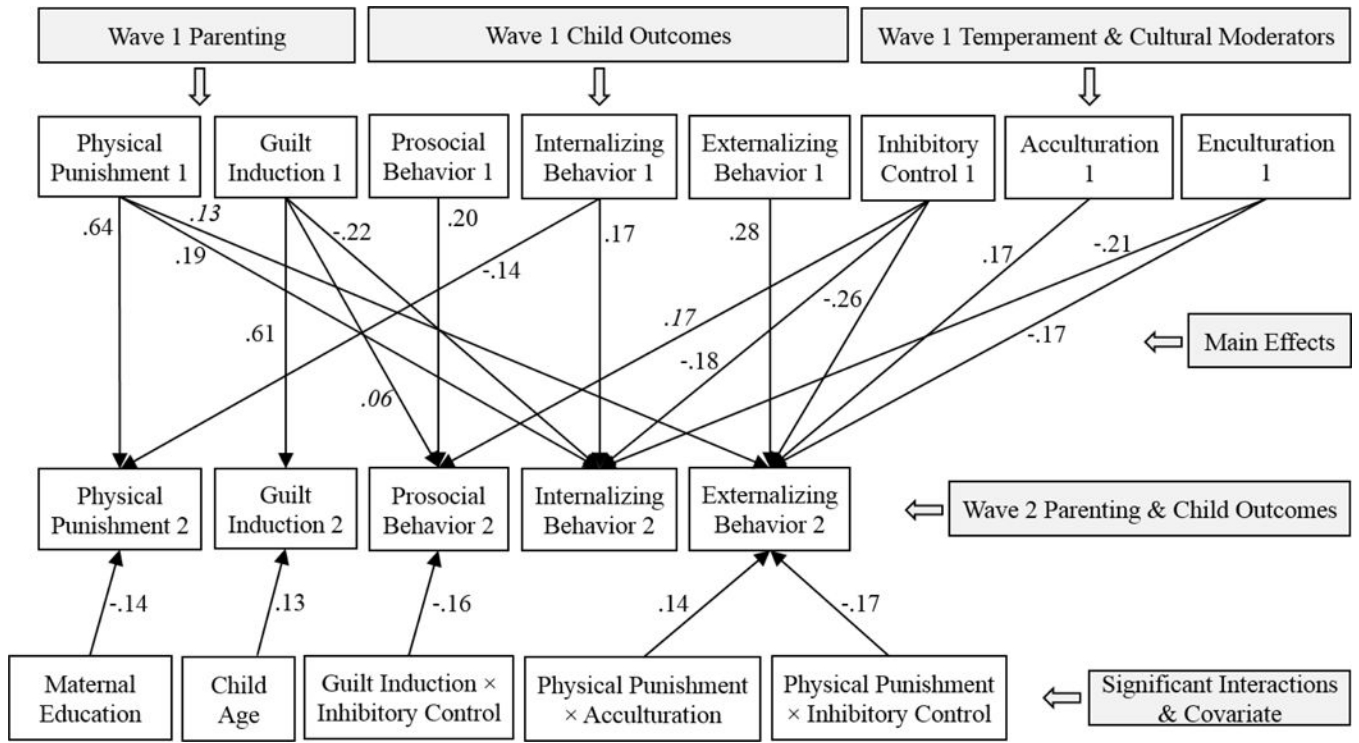 Wave 1 Parenting
Wave 1 Child Outcomes
Wave 1 Temperament & Cultural Moderators
Physical
Punishment 1
Guilt
Induction 1
Prosocial
Behavior 1
Internalizing
Behavior 1
Externalizing
Behavior 1
Inhibitory
Control 1
Acculturation
1
Enculturation
1
.64
.13
.19
-.22
.20
-.14
.17
.28
.17
-.21
.61
.06
.17
-.18
-.26
-.17
Main Effects
Physical
Punishment 2
Guilt
Induction 2
Prosocial
Behavior 2
Internalizing
Behavior 2
Externalizing
Behavior 2
Wave 2 Parenting & Child Outcomes
-.14
.13
-.16
.14
-.17
Maternal
Education
Child
Age
Guilt Induction ×
Inhibitory Control
Physical Punishment
× Acculturation
Physical Punishment
× Inhibitory Control
Significant Interactions
& Covariate